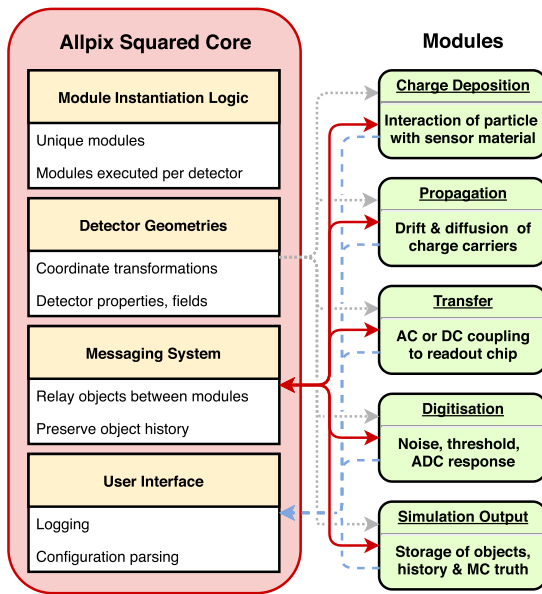 Allpix Squared Core
Module Instantiation Logic
Unique modules
Modules executed per detector
Detector Geometries
Coordinate transformations
Detector properties, fields
Messaging System
Relay objects between modules
Preserve object history
User Interface
Logging
Configuration parsing
Modules
Charge Deposition
Interaction of particle
with sensor material
Propagation
Drift & diffusion of
charge carriers
Transfer
AC or DC coupling
to readout chip
Digitisation
Noise, threshold,
ADC response
Simulation Output
Storage of objects,
history & MC truth